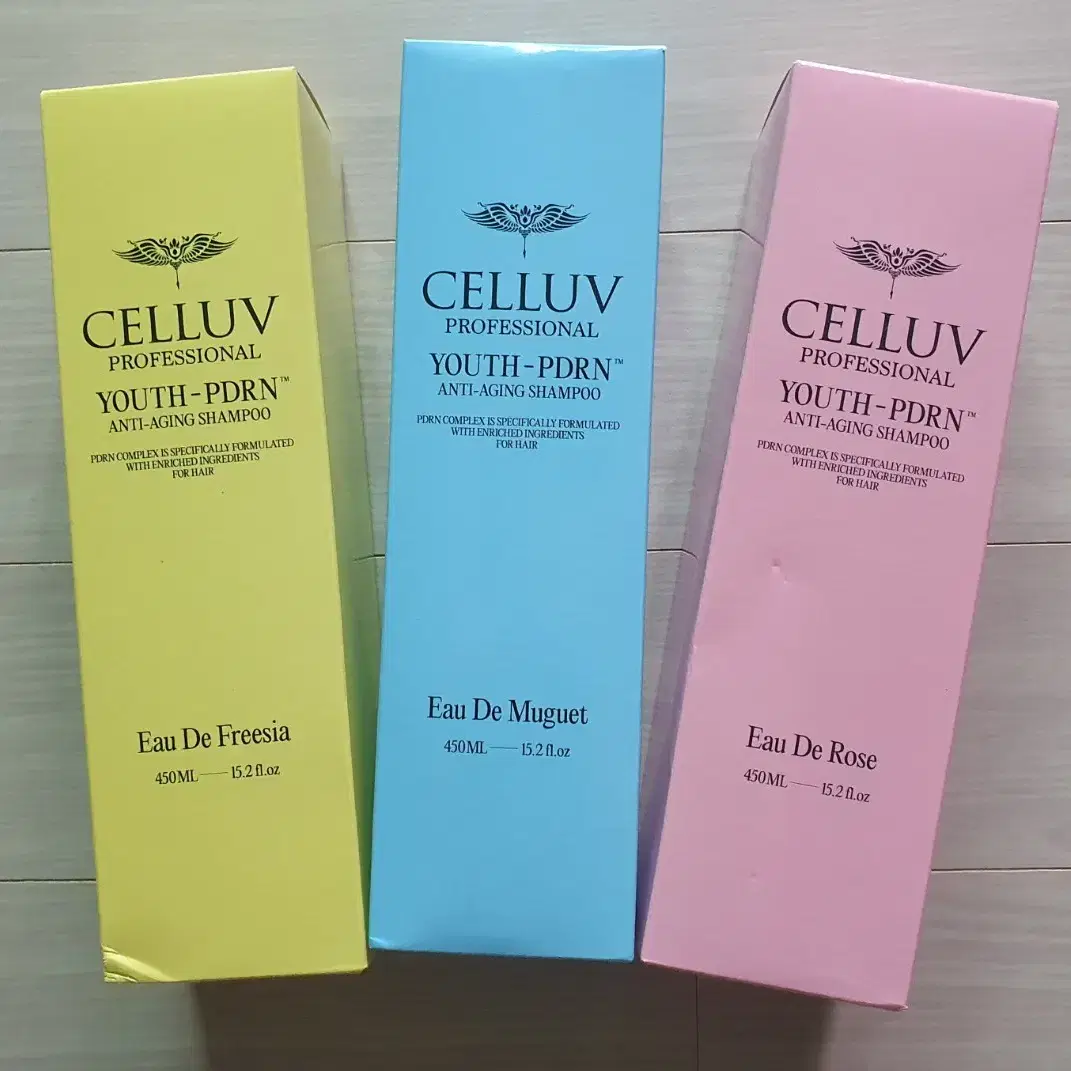 CELLUV
PROFESSIONAL
YOUTH-PDRN™
ANTI-AGING SHAMPOO
PDRN COMPLEX IS SPECIFICALLY FORMULATED
WITH ENRICHED INGREDIENTS
FOR HAIR
Eau De Freesia
450ML — 15.2 fl.oz
CELLUV
PROFESSIONAL
YOUTH-PDRN™
ANTI-AGING SHAMPOO
PDRN COMPLEX IS SPECIFICALLY FORMULATED
WITH ENRICHED INGREDIENTS
FOR HAIR
Eau De Muguet
450ML — 15.2 fl.oz
CELLUV
PROFESSIONAL
YOUTH-PDRN™
ANTI-AGING SHAMPOO
PDRN COMPLEX IS SPECIFICALLY FORMULATED
WITH ENRICHED INGREDIENTS
FOR HAIR
Eau De Rose
450ML — 15.2 fl.oz